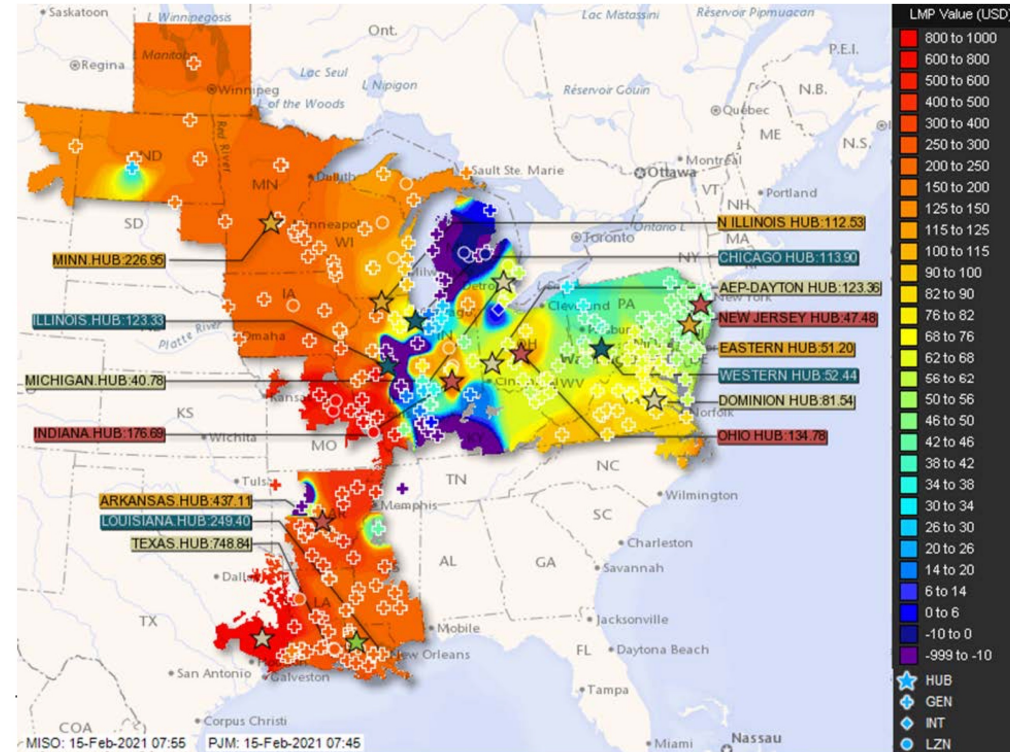 Saskatoon
L Winnipegosis
Ont.
Lac Mistassini
Réservoir Pipmuacan
L Manitoba
Regina
Winnipeg
Lac Seul
L Nipigon
L of the Woods
Réservoir Gouin
P.E.I.
N.B.
Québec
ME
N.S.
Red River
ND
Duluth
Sault Ste. Marie
Montréal
Ottawa
MN
VT
Portland
NH
SD
Minneapolis
WI
Ontario L
MA
Toronto
NY
N ILLINOIS HUB:112.53
MINN.HUB:226.95
CHICAGO HUB:113.90
Detroit
AEP-DAYTON HUB:123.36
IA
PA
Cleveland
New York
NEW JERSEY HUB:47.48
ILLINOIS.HUB:123.33
Omaha
Platte River
OH
EASTERN HUB:51.20
WESTERN HUB:52.44
MICHIGAN.HUB:40.78
WV
DOMINION HUB:81.54
Norfolk
KS
MO
KY
INDIANA.HUB:176.69
Wichita
OHIO HUB:134.78
TN
NC
Wilmington
ARKANSAS.HUB:437.11
Memphis
SC
LOUISIANA.HUB:249.40
TEXAS.HUB:748.84
AL
GA
Charleston
Savannah
TX
LA
Jacksonville
Mobile
FL
Daytona Beach
New Orleans
San Antonio
Galveston
Tampa
Corpus Christi
COA
Miami
Nassau
MISO: 15-Feb-2021 07:55
PJM: 15-Feb-2021 07:45
LMP Value (USD)
800 to 1000
600 to 800
500 to 600
400 to 500
300 to 400
250 to 300
200 to 250
150 to 200
125 to 150
115 to 125
100 to 115
90 to 100
82 to 90
76 to 82
68 to 76
62 to 68
56 to 62
50 to 56
46 to 50
42 to 46
38 to 42
34 to 38
30 to 34
26 to 30
20 to 26
14 to 20
6 to 14
0 to 6
-10 to 0
-999 to -10
HUB
GEN
INT
LZN